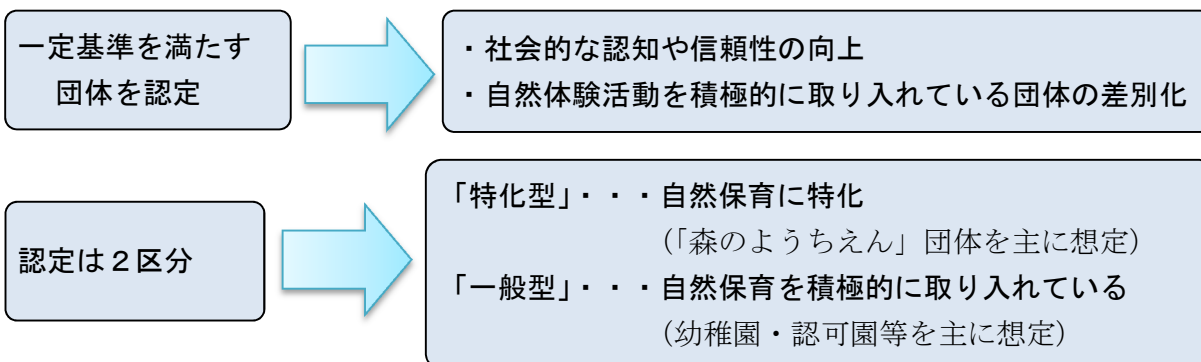 一定基準を満たす
団体を認定
・社会的な認知や信頼性の向上
・自然体験活動を積極的に取り入れている団体の差別化
認定は２区分
「特化型」・・・自然保育に特化
（「森のようちえん」団体を主に想定）
「一般型」・・・自然保育を積極的に取り入れている
（幼稚園・認可園等を主に想定）